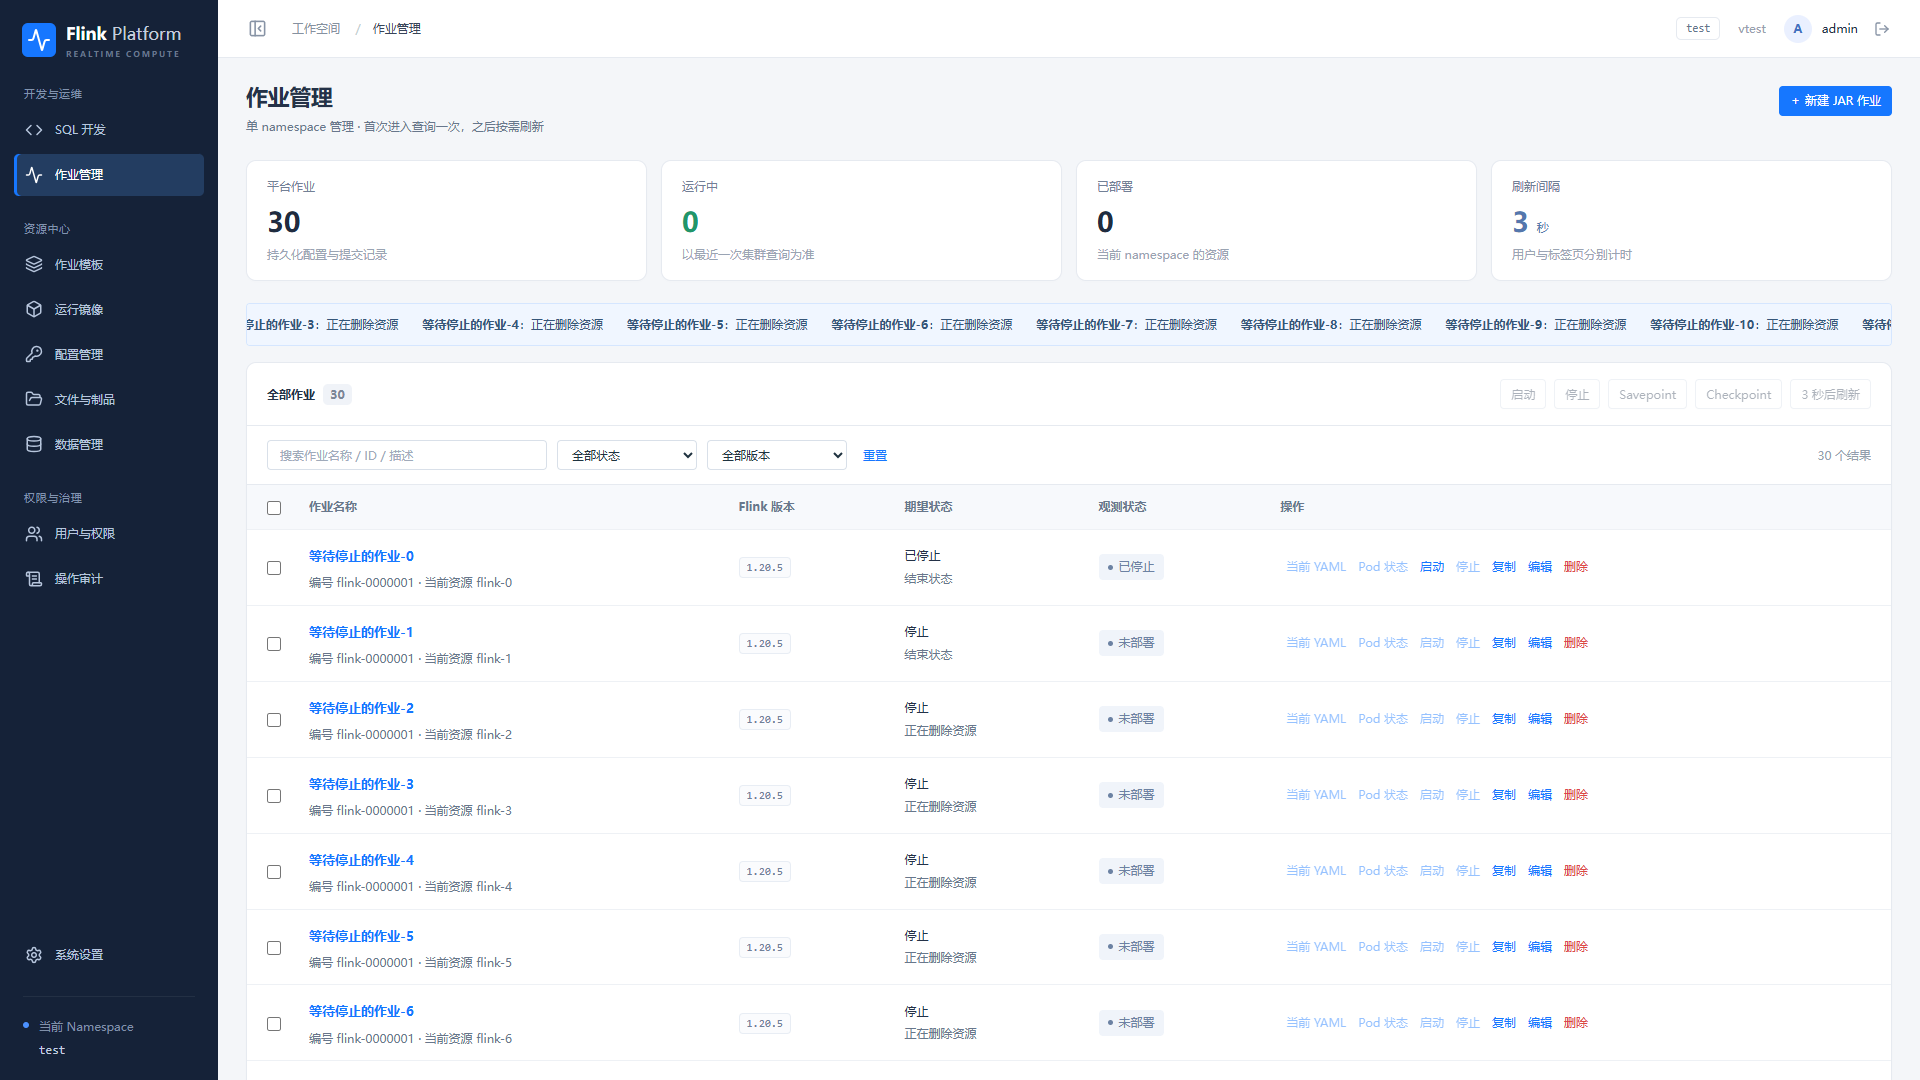 Flink Platform
REALTIME COMPUTE
开发与运维
SQL 开发
作业管理
资源中心
作业模板
运行镜像
配置管理
文件与制品
数据管理
权限与治理
用户与权限
操作审计
系统设置
当前 Namespace
test
工作空间 / 作业管理
test vtest A admin
作业管理
单 namespace 管理 · 首次进入查询一次，之后按需刷新
+ 新建 JAR 作业
平台作业
30
持久化配置与提交记录
运行中
0
以最近一次集群查询为准
已部署
0
当前 namespace 的资源
刷新间隔
3 秒
用户与标签页分别计时
停止的作业-3：正在删除资源 等待停止的作业-4：正在删除资源 等待停止的作业-5：正在删除资源 等待停止的作业-6：正在删除资源 等待停止的作业-7：正在删除资源 等待停止的作业-8：正在删除资源 等待停止的作业-9：正在删除资源 等待停止的作业-10：正在删除资源 等待
全部作业 30
启动 停止 Savepoint Checkpoint 3 秒后刷新
搜索作业名称 / ID / 描述 全部状态 全部版本 重置 30 个结果
作业名称 Flink 版本 期望状态 观测状态 操作
等待停止的作业-0
编号 flink-0000001 · 当前资源 flink-0
1.20.5
已停止
结束状态
已停止
当前 YAML Pod 状态 启动 停止 复制 编辑 删除
等待停止的作业-1
编号 flink-0000001 · 当前资源 flink-1
1.20.5
停止
结束状态
未部署
当前 YAML Pod 状态 启动 停止 复制 编辑 删除
等待停止的作业-2
编号 flink-0000001 · 当前资源 flink-2
1.20.5
停止
正在删除资源
未部署
当前 YAML Pod 状态 启动 停止 复制 编辑 删除
等待停止的作业-3
编号 flink-0000001 · 当前资源 flink-3
1.20.5
停止
正在删除资源
未部署
当前 YAML Pod 状态 启动 停止 复制 编辑 删除
等待停止的作业-4
编号 flink-0000001 · 当前资源 flink-4
1.20.5
停止
正在删除资源
未部署
当前 YAML Pod 状态 启动 停止 复制 编辑 删除
等待停止的作业-5
编号 flink-0000001 · 当前资源 flink-5
1.20.5
停止
正在删除资源
未部署
当前 YAML Pod 状态 启动 停止 复制 编辑 删除
等待停止的作业-6
编号 flink-0000001 · 当前资源 flink-6
1.20.5
停止
正在删除资源
未部署
当前 YAML Pod 状态 启动 停止 复制 编辑 删除